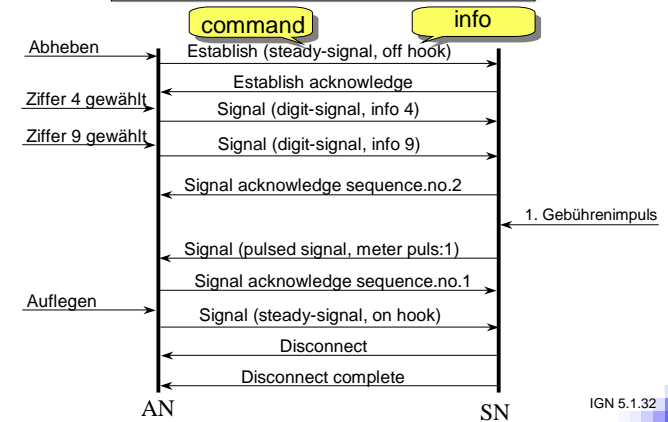 command
info
Abheben
Establish (steady-signal, off hook)
Establish acknowledge
Ziffer 4 gewählt
Signal (digit-signal, info 4)
Ziffer 9 gewählt
Signal (digit-signal, info 9)
Signal acknowledge sequence.no.2
1. Gebührenimpuls
Signal (pulsed signal, meter puls:1)
Signal acknowledge sequence.no.1
Auflegen
Signal (steady-signal, on hook)
Disconnect
Disconnect complete
AN
SN
IGN 5.1.32